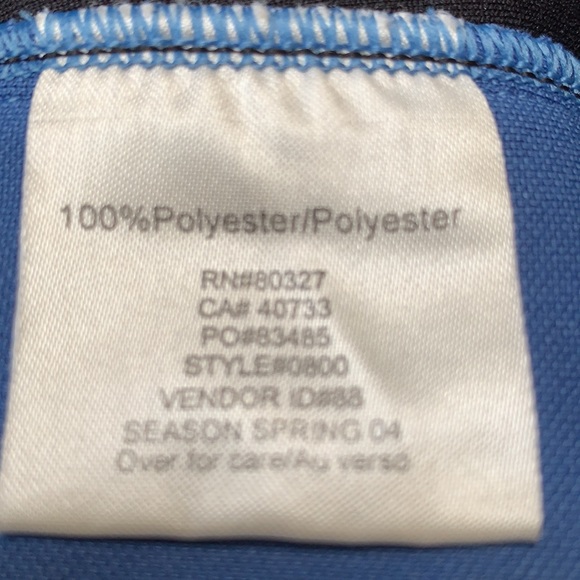 100%Polyester/Polyester
RN#80327
CA# 40733
PO#83485
STYLE#0800
VENDOR ID#88
SEASON SPRING 04
Over for care/Au verso